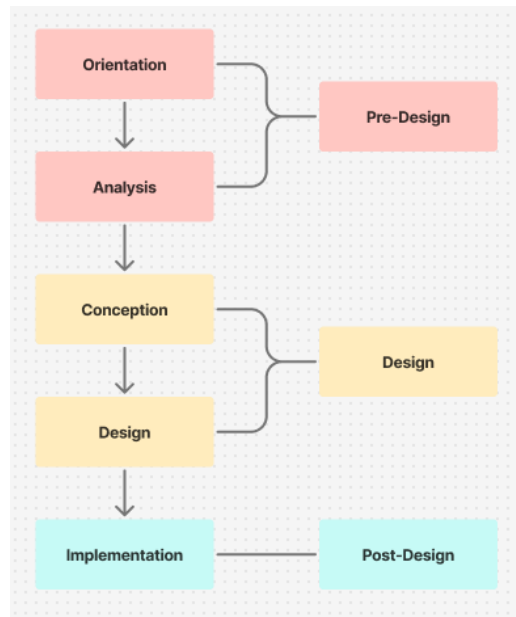 Orientation
Pre-Design
Analysis
Conception
Design
Design
Implementation
Post-Design